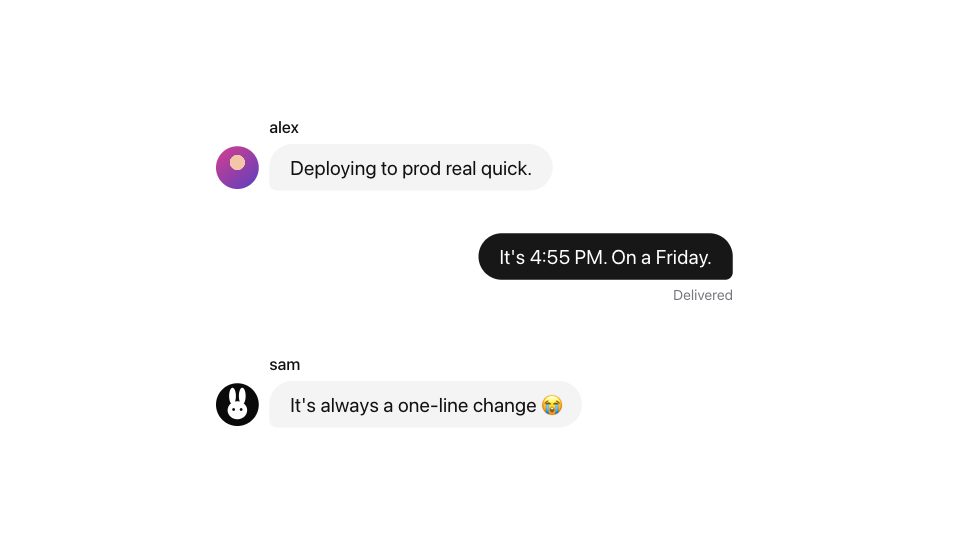 alex
Deploying to prod real quick.
It's 4:55 PM. On a Friday.
Delivered
sam
It's always a one-line change 😭